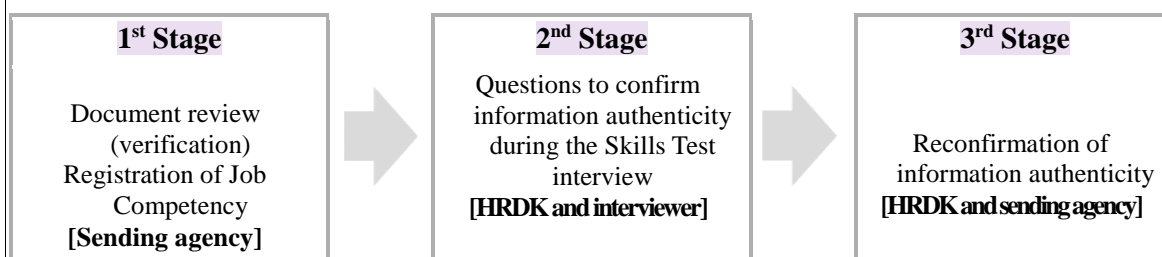 1st Stage
Document review
(verification)
Registration of Job
Competency
[Sending agency]
2nd Stage
Questions to confirm
information authenticity
during the Skills Test
interview
[HRDK and interviewer]
3rd Stage
Reconfirmation of
information authenticity
[HRDK and sending agency]